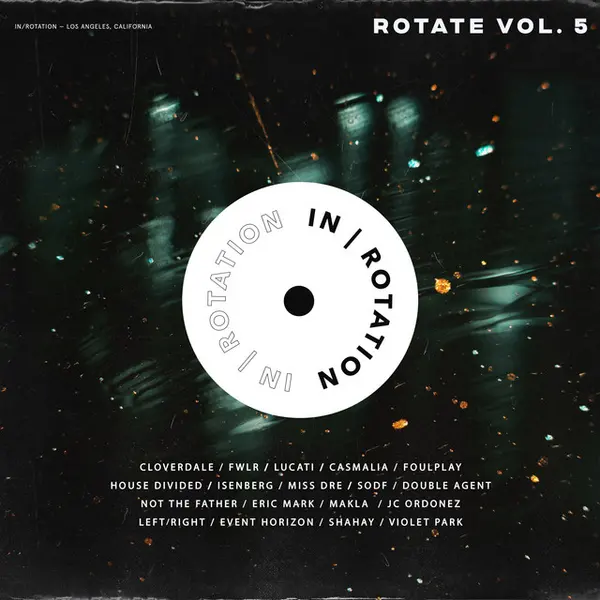 IN/ROTATION – LOS ANGELES, CALIFORNIA
ROTATE VOL. 5
IN | ROTATION
IN | ROTATION
CLOVERDALE / FWLR / LUCATI / CASMALIA / FOULPLAY
HOUSE DIVIDED / ISENBERG / MISS DRE / SODF / DOUBLE AGENT
NOT THE FATHER / ERIC MARK / MAKLA / JC ORDONEZ
LEFT/RIGHT / EVENT HORIZON / SHAHAY / VIOLET PARK